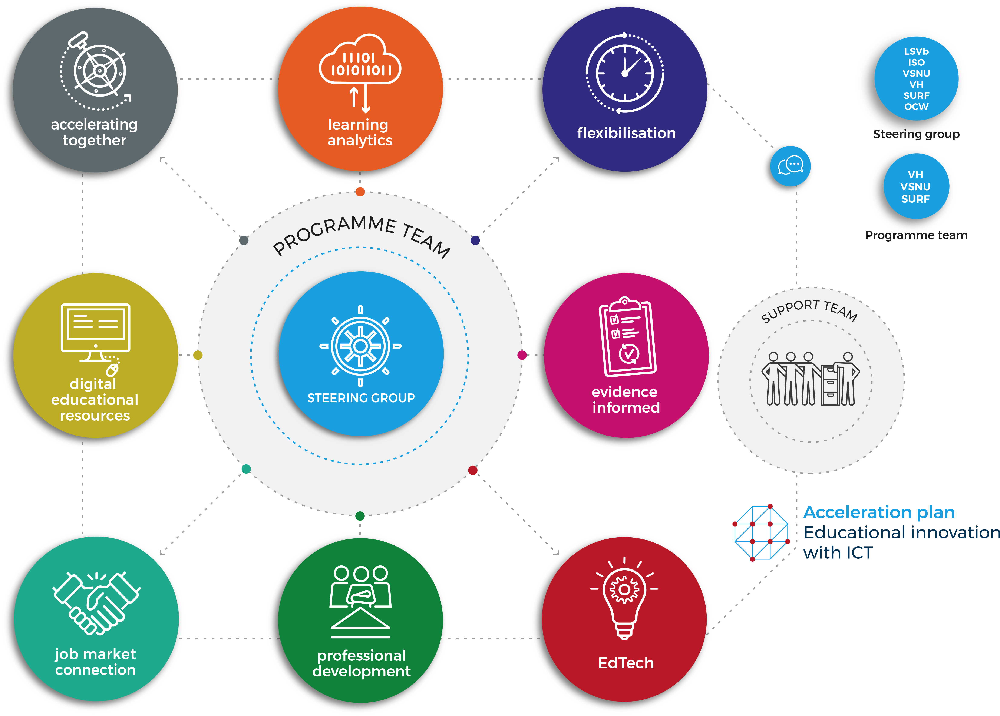 accelerating
together
learning
analytics
flexibilisation
LSVb
ISO
VSNU
VH
SURF
OCW
Steering group
VH
VSNU
SURF
Programme team
11101
10101011
PROGRAMME TEAM
STEERING GROUP
digital
educational
resources
evidence
informed
SUPPORT TEAM
Acceleration plan
Educational innovation
with ICT
job market
connection
professional
development
EdTech